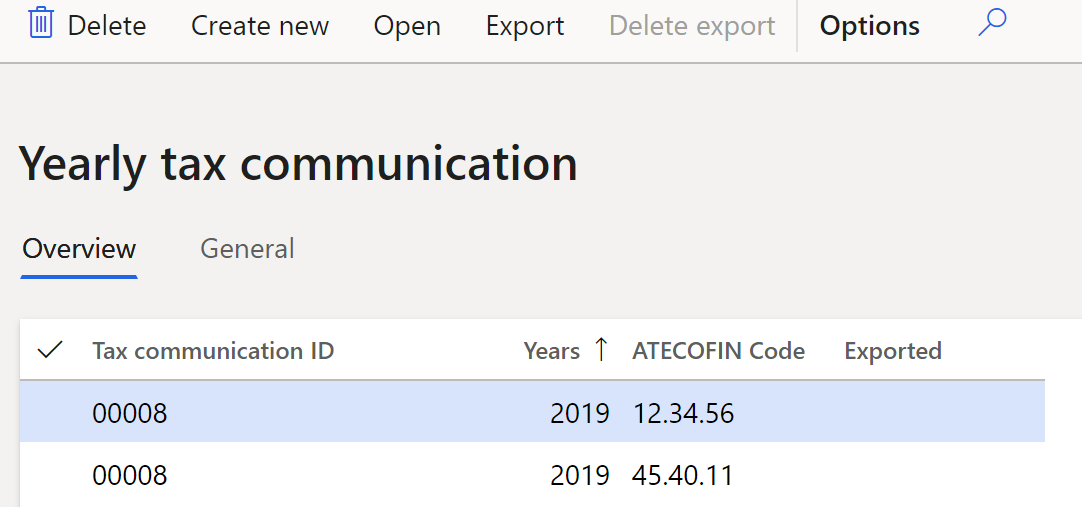 Delete Create new Open Export Delete export Options
Yearly tax communication
Overview General
Tax communication ID Years ↑ ATECOFIN Code Exported
00008 2019 12.34.56
00008 2019 45.40.11